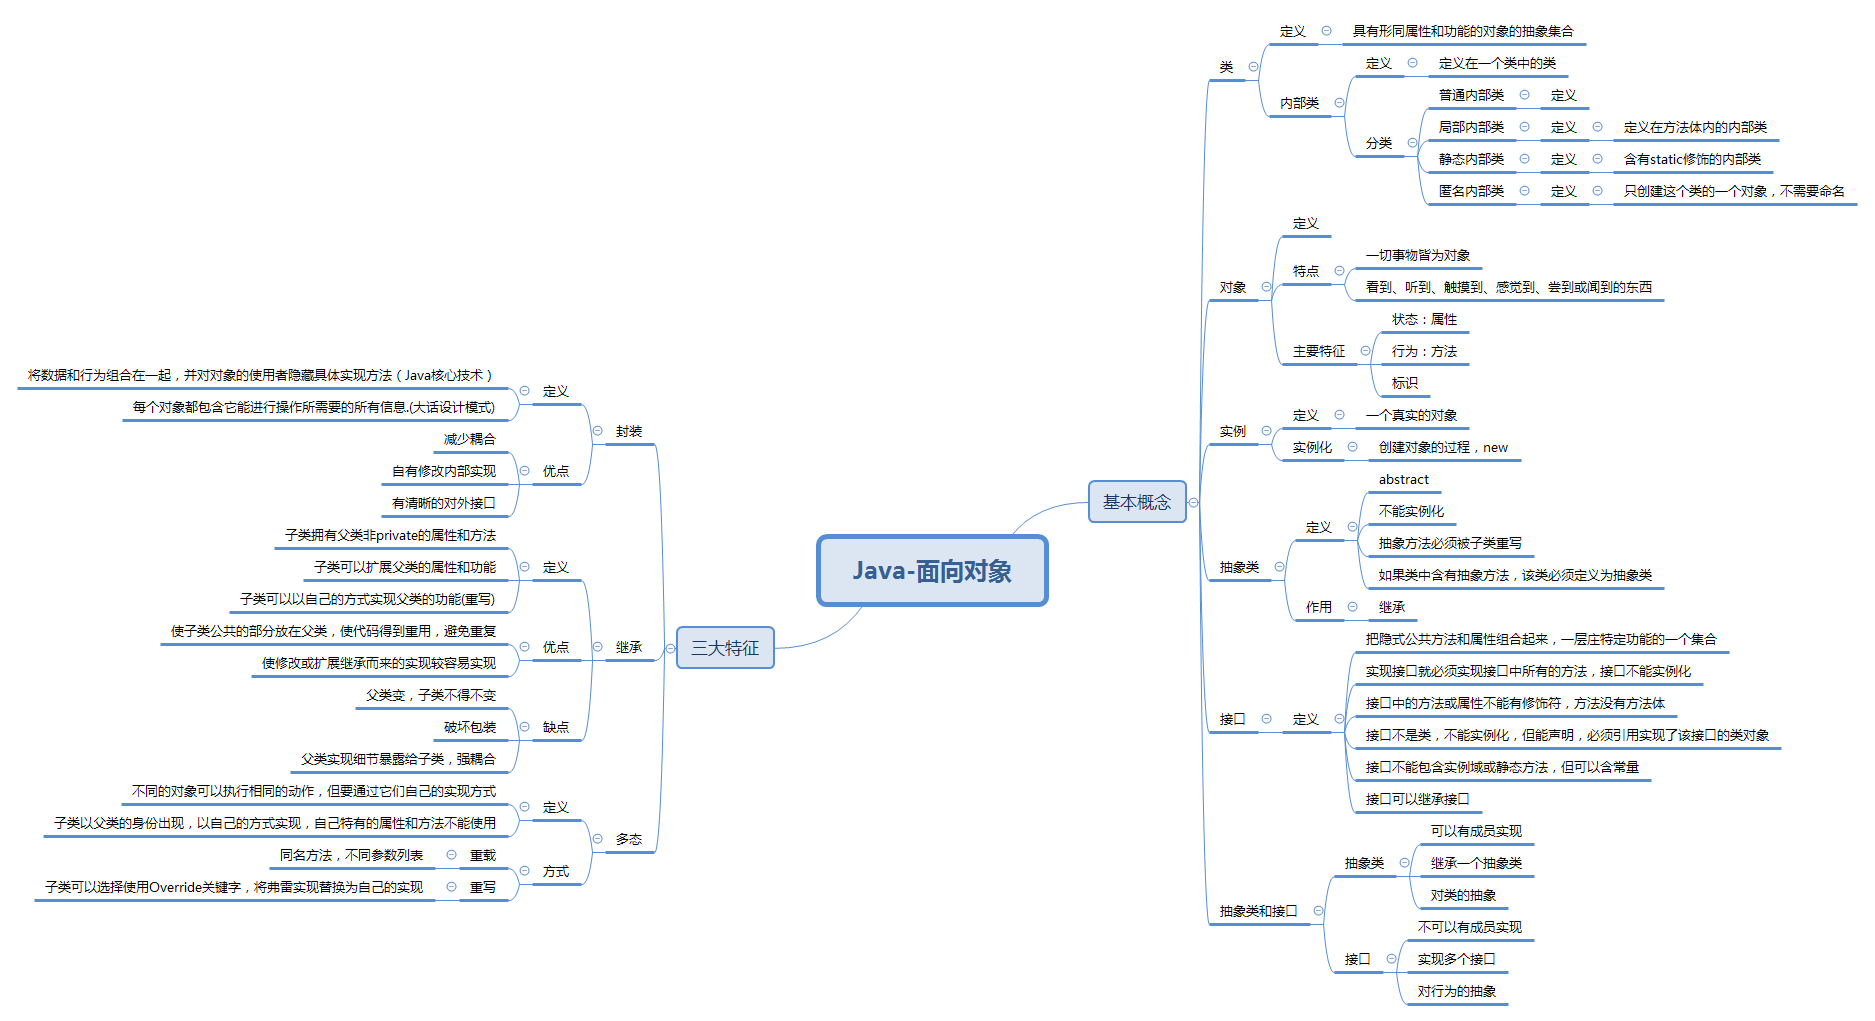 Java-面向对象
基本概念
类
定义
具有形同属性和功能的对象的抽象集合
内部类
定义
定义在一个类中的类
分类
普通内部类
定义
局部内部类
定义
定义在方法体内的内部类
静态内部类
定义
含有static修饰的内部类
匿名内部类
定义
只创建这个类的一个对象，不需要命名
对象
定义
特点
一切事物皆为对象
看到、听到、触摸到、感觉到、尝到或闻到的东西
主要特征
状态：属性
行为：方法
标识
实例
定义
一个真实的对象
实例化
创建对象的过程，new
抽象类
定义
abstract
不能实例化
抽象方法必须被子类重写
如果类中含有抽象方法，该类必须定义为抽象类
作用
继承
接口
定义
把隐式公共方法和属性组合起来，一层庄特定功能的一个集合
实现接口就必须实现接口中所有的方法，接口不能实例化
接口中的方法或属性不能有修饰符，方法没有方法体
接口不是类，不能实例化，但能声明，必须引用实现了该接口的类对象
接口不能包含实例域或静态方法，但可以含常量
接口可以继承接口
抽象类和接口
抽象类
可以有成员实现
继承一个抽象类
对类的抽象
接口
不可以有成员实现
实现多个接口
对行为的抽象
三大特征
封装
定义
将数据和行为组合在一起，并对对象的使用者隐藏具体实现方法（Java核心技术）
每个对象都包含它能进行操作所需要的所有信息.(大话设计模式)
优点
减少耦合
自有修改内部实现
有清晰的对外接口
继承
定义
子类拥有父类非private的属性和方法
子类可以扩展父类的属性和功能
子类可以以自己的方式实现父类的功能(重写)
优点
使子类公共的部分放在父类，使代码得到重用，避免重复
使修改或扩展继承而来的实现较容易实现
缺点
父类变，子类不得不变
破坏包装
父类实现细节暴露给子类，强耦合
多态
定义
不同的对象可以执行相同的动作，但要通过它们自己的实现方式
子类以父类的身份出现，以自己的方式实现，自己特有的属性和方法不能使用
方式
重载
同名方法，不同参数列表
重写
子类可以选择使用Override关键字，将弗雷实现替换为自己的实现